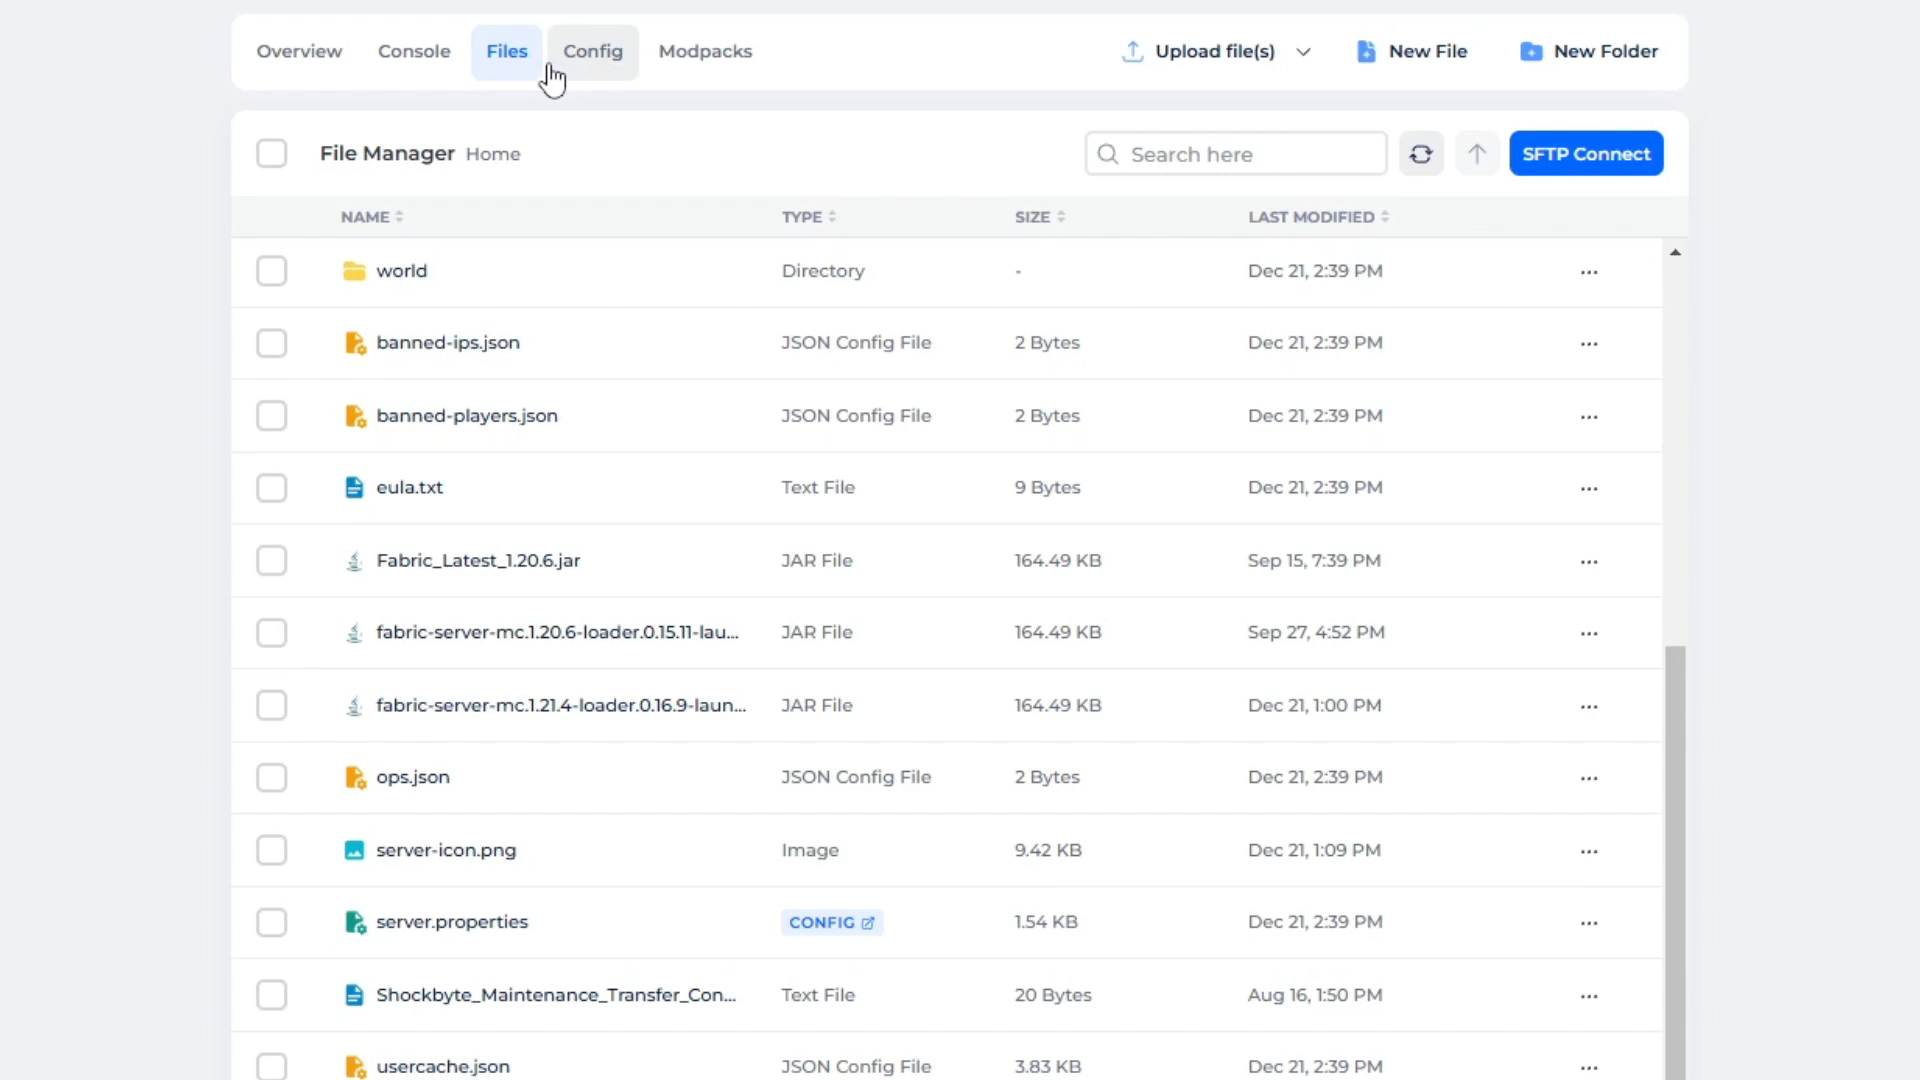 Overview Console Files Config Modpacks Upload file(s) New File New Folder
File Manager Home Search here SFTP Connect
NAME TYPE SIZE LAST MODIFIED
world Directory - Dec 21, 2:39 PM ...
banned-ips.json JSON Config File 2 Bytes Dec 21, 2:39 PM ...
banned-players.json JSON Config File 2 Bytes Dec 21, 2:39 PM ...
eula.txt Text File 9 Bytes Dec 21, 2:39 PM ...
Fabric_Latest_1.20.6.jar JAR File 164.49 KB Sep 15, 7:39 PM ...
fabric-server-mc.1.20.6-loader.0.15.11-lau... JAR File 164.49 KB Sep 27, 4:52 PM ...
fabric-server-mc.1.21.4-loader.0.16.9-laun... JAR File 164.49 KB Dec 21, 1:00 PM ...
ops.json JSON Config File 2 Bytes Dec 21, 2:39 PM ...
server-icon.png Image 9.42 KB Dec 21, 1:09 PM ...
server.properties CONFIG 1.54 KB Dec 21, 2:39 PM ...
Shockbyte_Maintenance_Transfer_Con... Text File 20 Bytes Aug 16, 1:50 PM ...
usercache.json JSON Config File 3.83 KB Dec 21, 2:39 PM ...